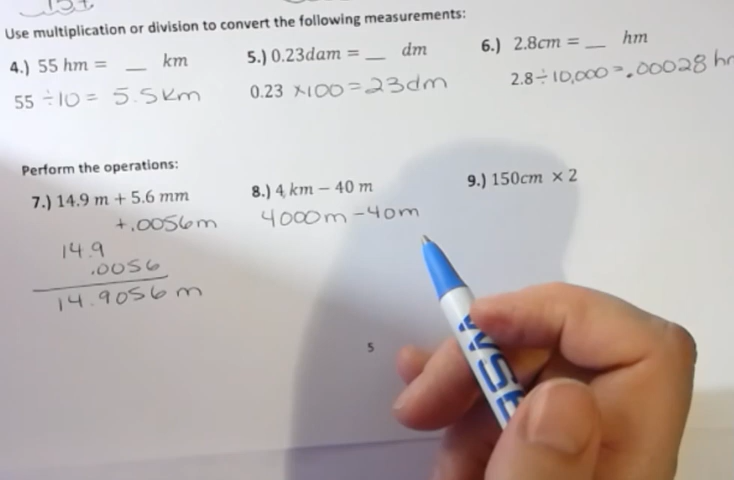 Use multiplication or division to convert the following measurements:
4.) 55 hm = __ km
55 ÷10 = 5.5km
5.) 0.23dam = __ dm
0.23 ×100 = 23dm
6.) 2.8cm = __ hm
2.8÷10,000 = .00028 h
Perform the operations:
7.) 14.9 m + 5.6 mm
+.0056m
14.9
.0056
14.9056 m
8.) 4 km – 40 m
4000m -40m
9.) 150cm × 2
5